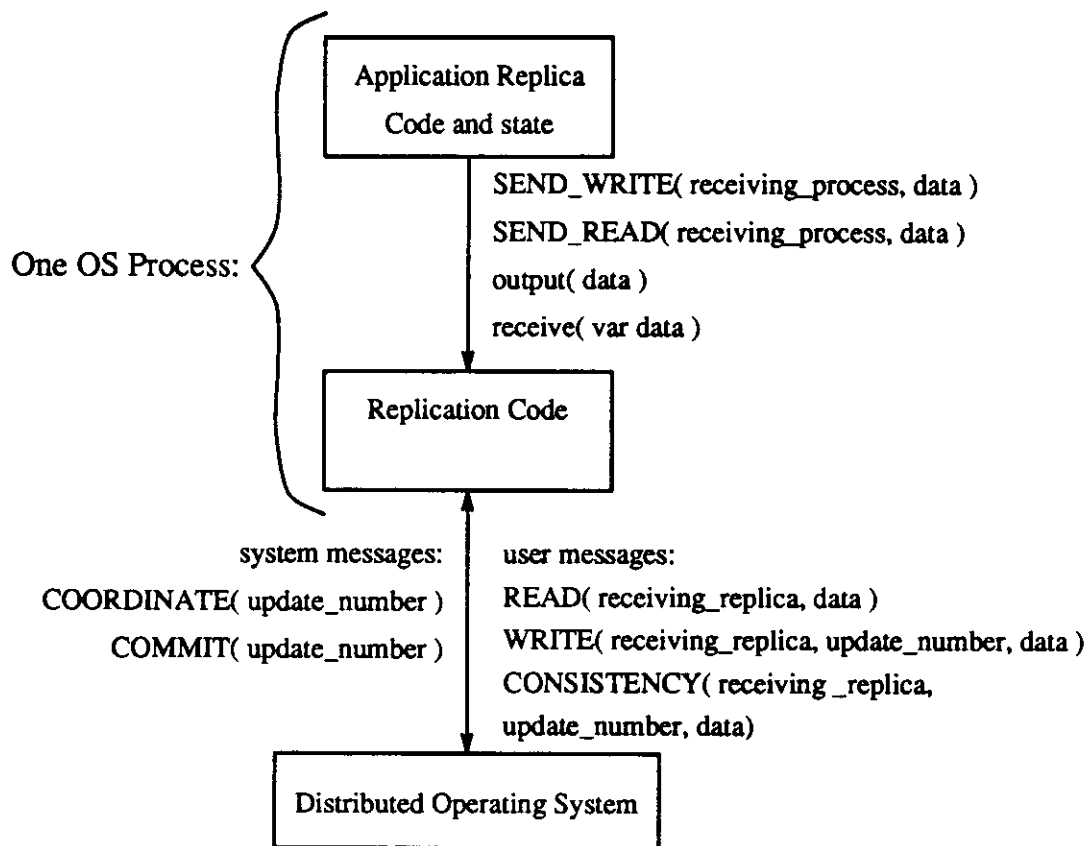 Application Replica
Code and state
SEND_WRITE( receiving_process, data )
SEND_READ( receiving_process, data )
output( data )
receive( var data )
One OS Process:
Replication Code
system messages:
COORDINATE( update_number )
COMMIT( update_number )
user messages:
READ( receiving_replica, data )
WRITE( receiving_replica, update_number, data )
CONSISTENCY( receiving _replica,
update_number, data)
Distributed Operating System